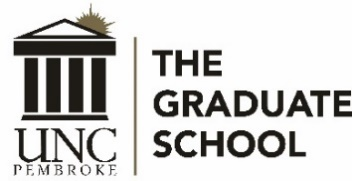 UNC
PEMBROKE
THE
GRADUATE
SCHOOL